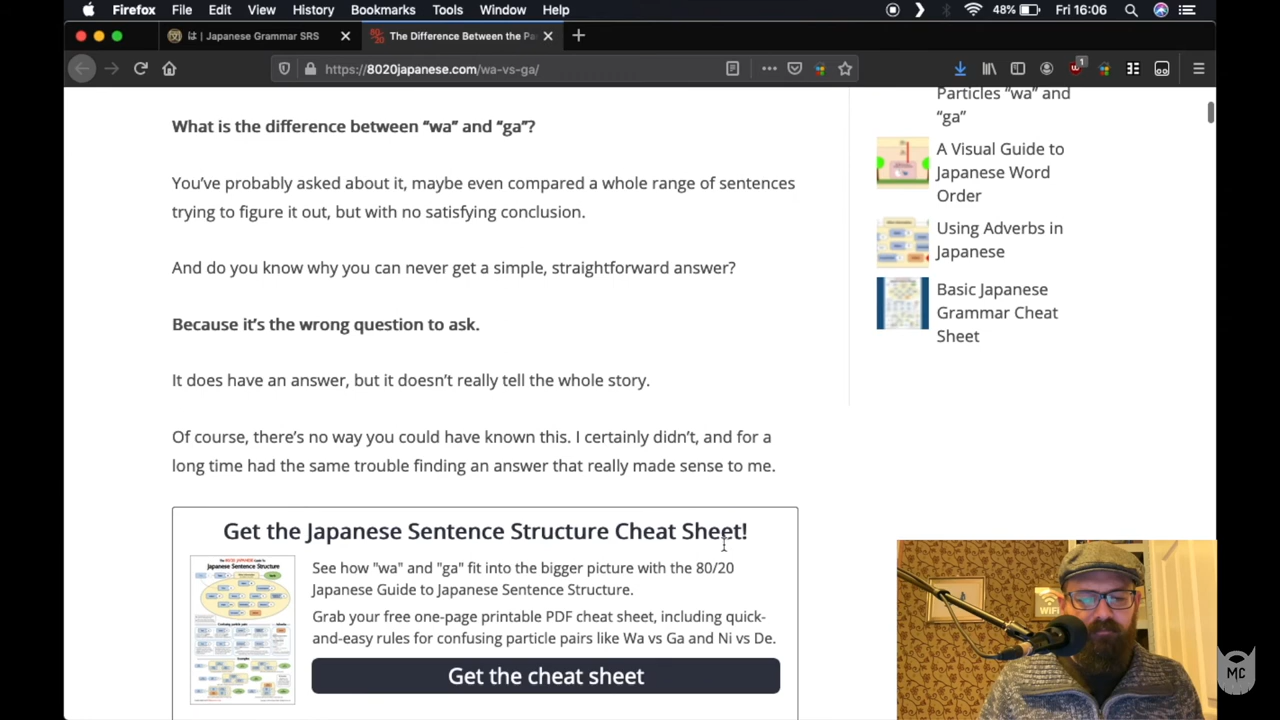 Firefox File Edit View History Bookmarks Tools Window Help 48% Fri 16:06
は | Japanese Grammar SRS
80 20 The Difference Between the Pa
https://8020japanese.com/wa-vs-ga/
1
Particles “wa” and
“ga”
A Visual Guide to
Japanese Word
Order
Using Adverbs in
Japanese
Basic Japanese
Grammar Cheat
Sheet
What is the difference between “wa” and “ga”?
You’ve probably asked about it, maybe even compared a whole range of sentences
trying to figure it out, but with no satisfying conclusion.
And do you know why you can never get a simple, straightforward answer?
Because it’s the wrong question to ask.
It does have an answer, but it doesn’t really tell the whole story.
Of course, there’s no way you could have known this. I certainly didn’t, and for a
long time had the same trouble finding an answer that really made sense to me.
Get the Japanese Sentence Structure Cheat Sheet!
Japanese Sentence Structure
See how "wa" and "ga" fit into the bigger picture with the 80/20
Japanese Guide to Japanese Sentence Structure.
Grab your free one-page printable PDF cheat sheet, including quick-
and-easy rules for confusing particle pairs like Wa vs Ga and Ni vs De.
Get the cheat sheet
WIFI
MC